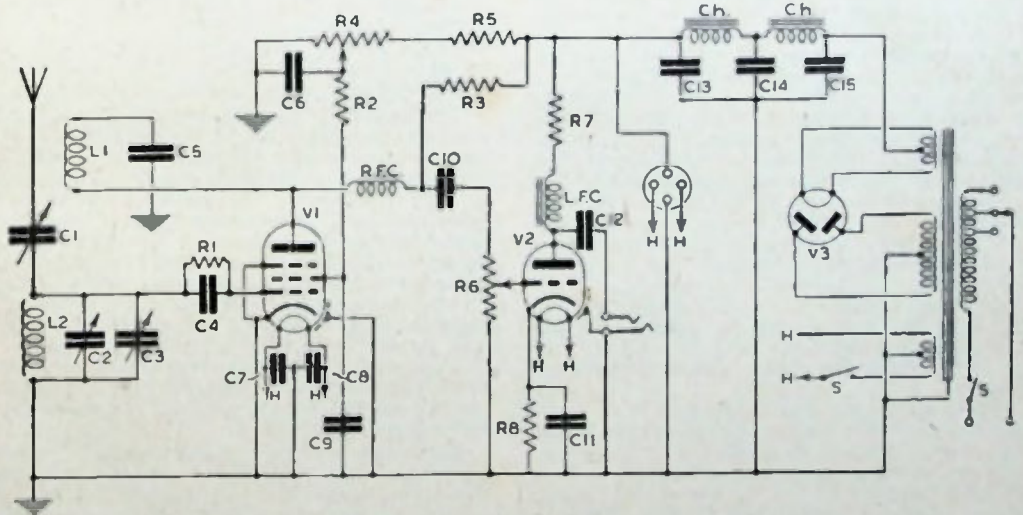 R4
R5
Ch.
Ch.
C6
R2
R3
C13
C14
C15
L1
C5
R7
R.F.C
C10
L.F.C
C12
C1
V1
V2
V3
R1
H
H
R6
L2
C2
C3
C4
C7
H
H
C8
H
H
H
H
S
S
C9
R8
C11